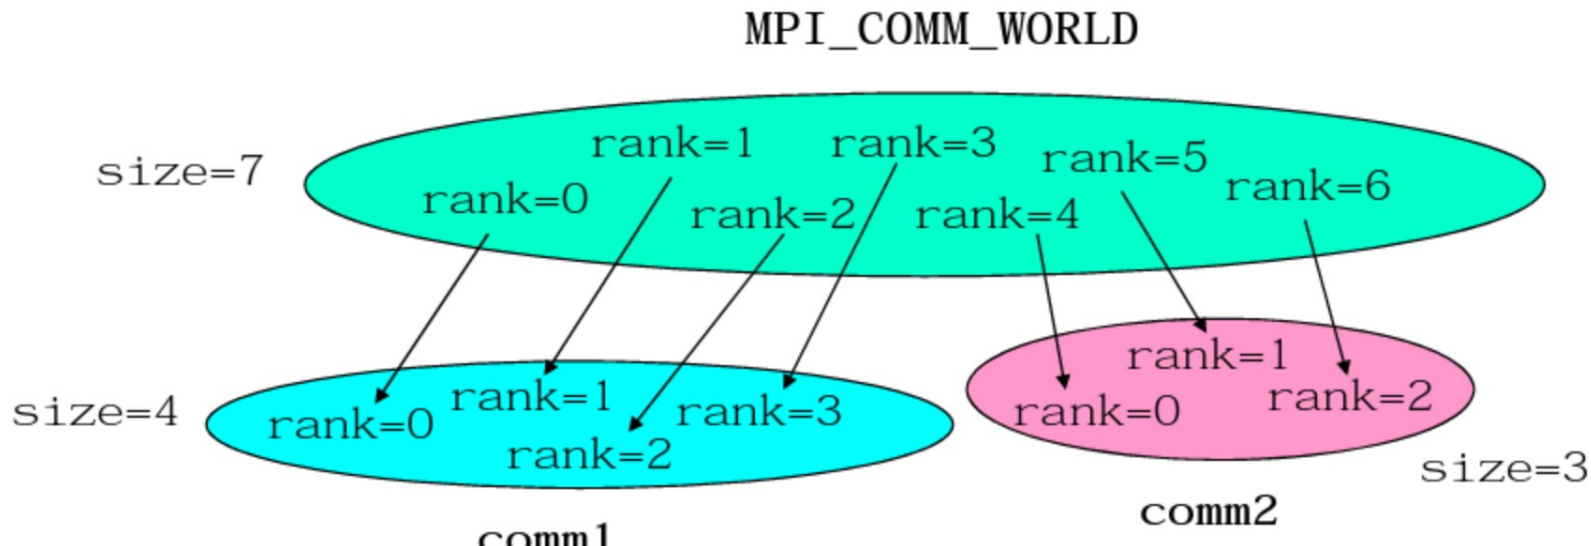 MPI_COMM_WORLD
size=7
rank=0
rank=1
rank=2
rank=3
rank=4
rank=5
rank=6
size=4
rank=0
rank=1
rank=2
rank=3
comm1
rank=0
rank=1
rank=2
size=3
comm2